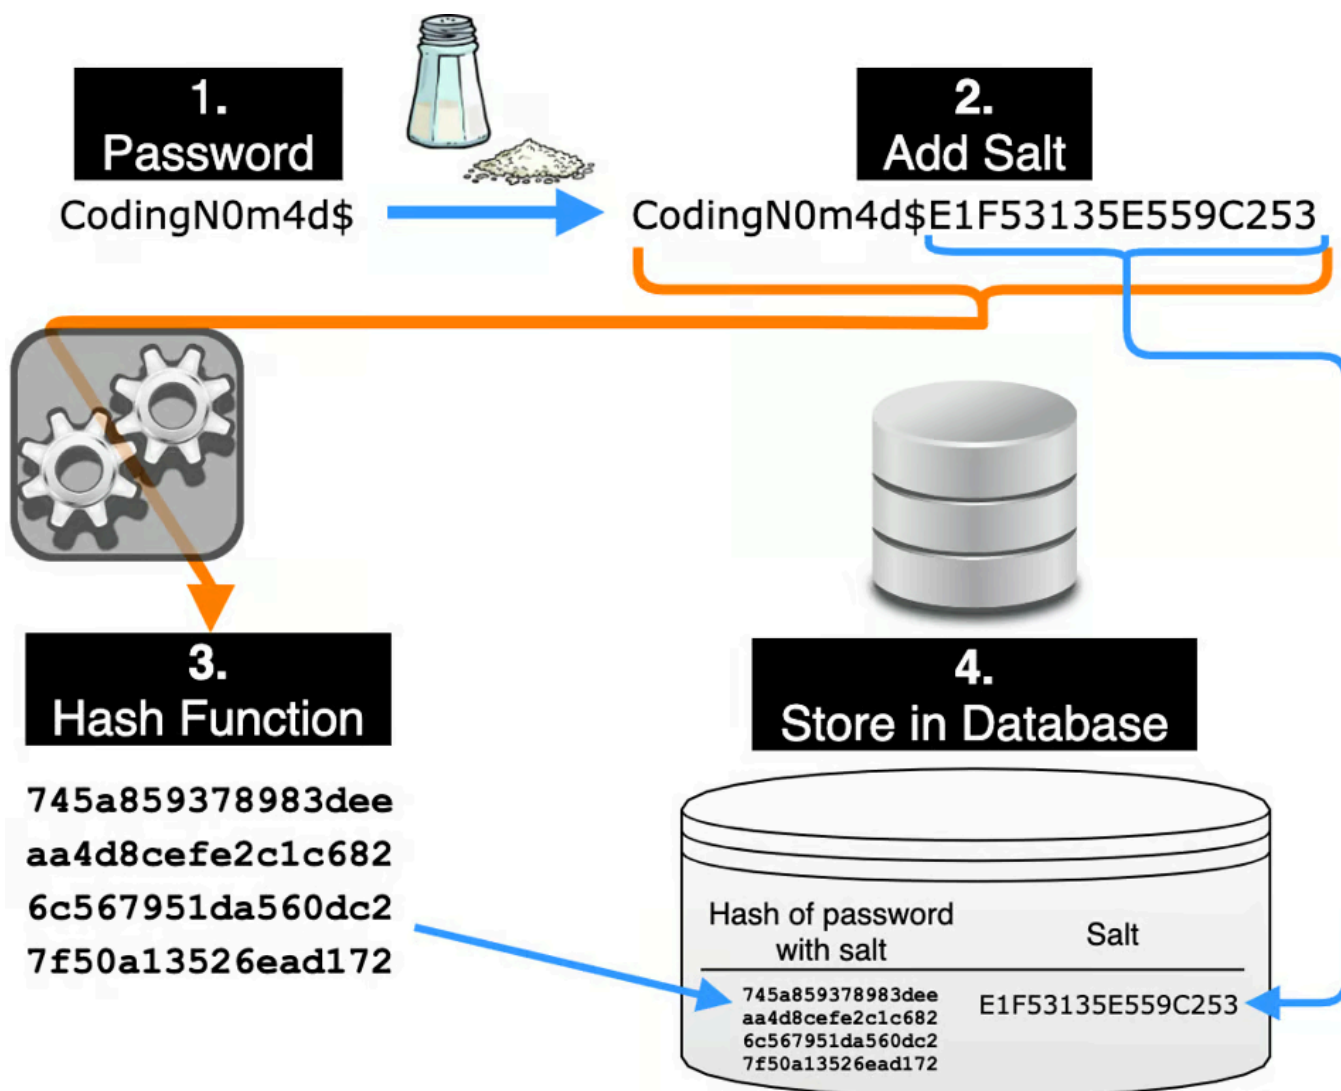 1.
Password
CodingN0m4d$
2.
Add Salt
CodingN0m4d$E1F53135E559C253
3.
Hash Function
745a859378983dee
aa4d8cefe2c1c682
6c567951da560dc2
7f50a13526ead172
4.
Store in Database
Hash of password
with salt
Salt
745a859378983dee
aa4d8cefe2c1c682
6c567951da560dc2
7f50a13526ead172
E1F53135E559C253